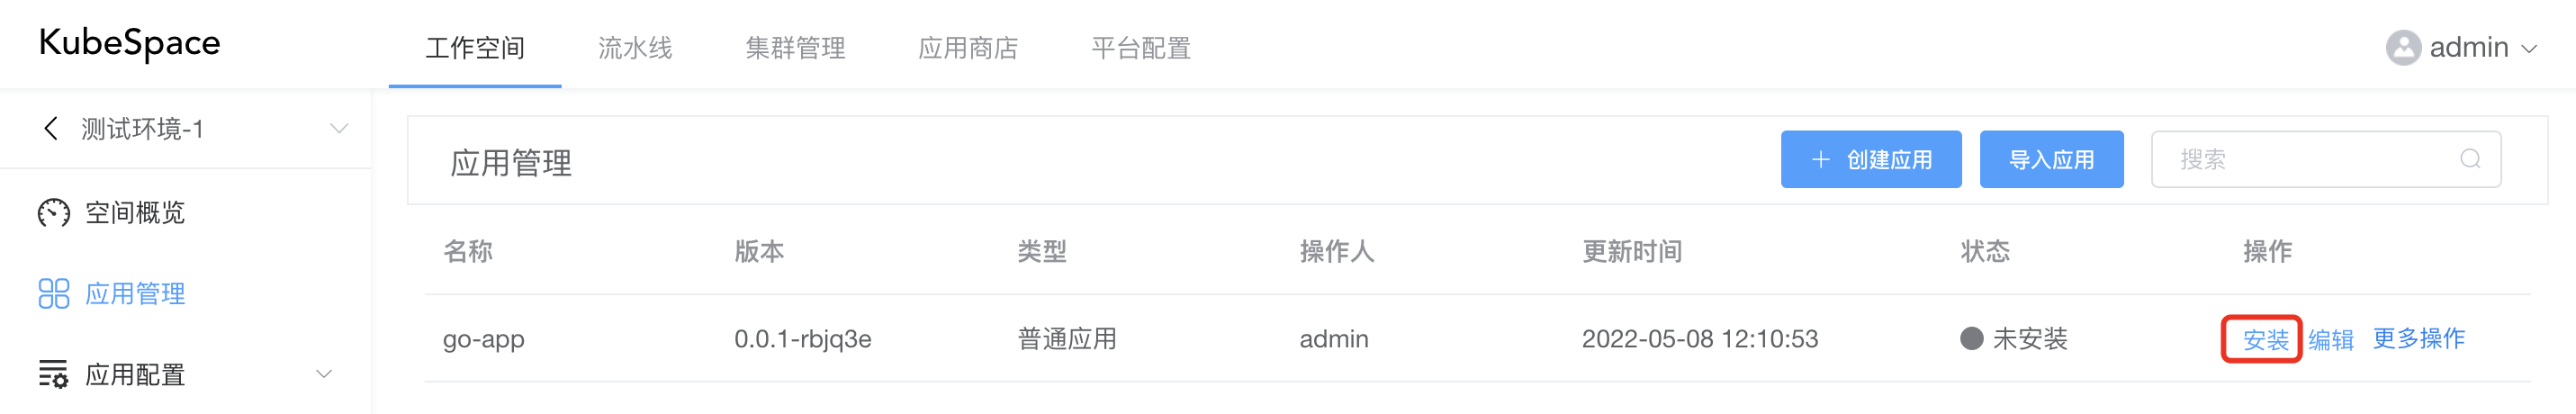 KubeSpace 工作空间 流水线 集群管理 应用商店 平台配置 admin
测试环境-1
空间概览
应用管理
应用配置
应用管理 创建应用 导入应用 搜索
名称 版本 类型 操作人 更新时间 状态 操作
go-app 0.0.1-rbjq3e 普通应用 admin 2022-05-08 12:10:53 未安装 安装 编辑 更多操作